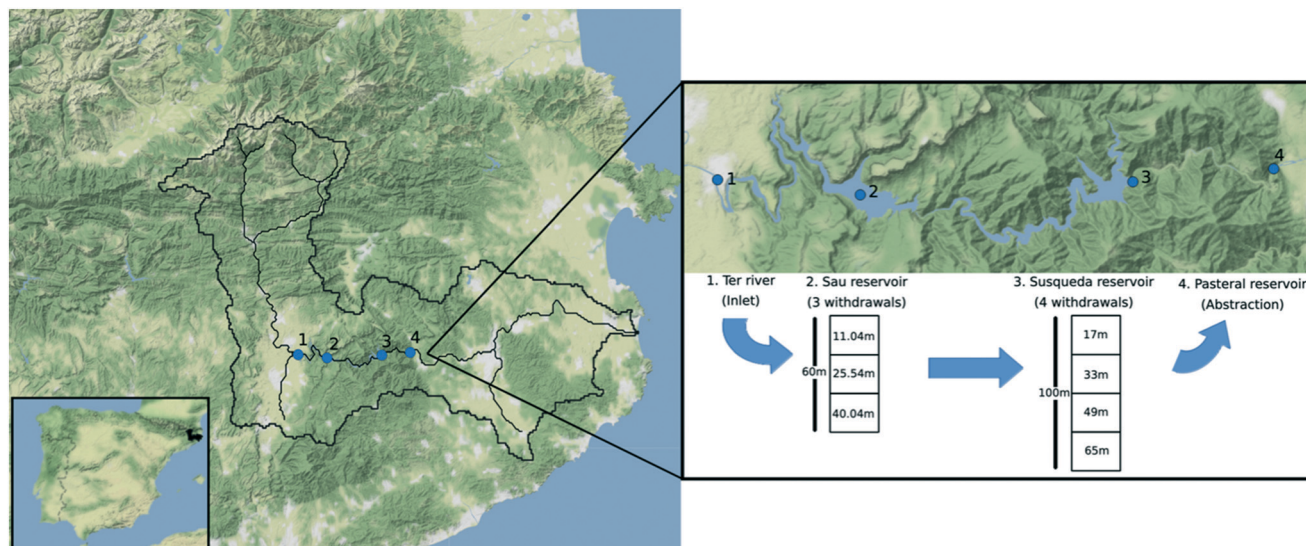 1
2
3
4
1
2
3
4
1. Ter river
(Inlet)
2. Sau reservoir
(3 withdrawals)
3. Susqueda reservoir
(4 withdrawals)
4. Pasteral reservoir
(Abstraction)
60m
11.04m
25.54m
40.04m
100m
17m
33m
49m
65m